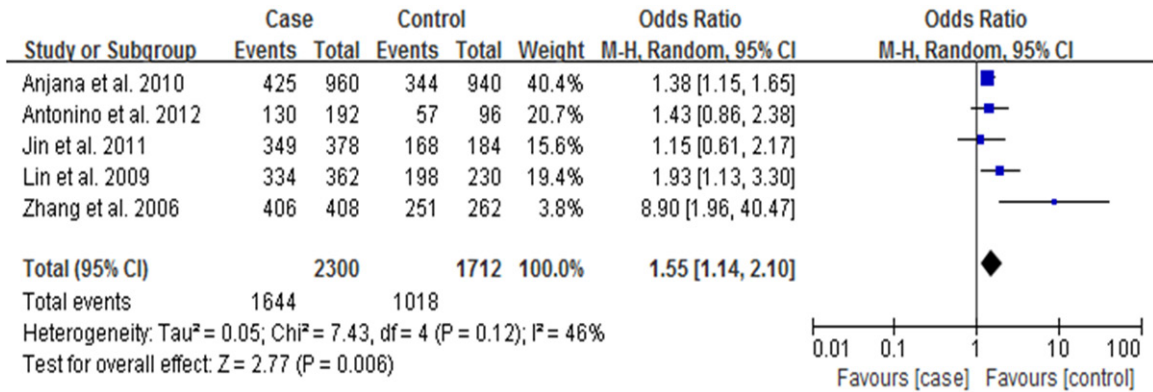 Case Control Odds Ratio Odds Ratio
Study or Subgroup Events Total Events Total Weight M-H, Random, 95% CI M-H, Random, 95% CI
Anjana et al. 2010 425 960 344 940 40.4% 1.38 [1.15, 1.65]
Antonino et al. 2012 130 192 57 96 20.7% 1.43 [0.86, 2.38]
Jin et al. 2011 349 378 168 184 15.6% 1.15 [0.61, 2.17]
Lin et al. 2009 334 362 198 230 19.4% 1.93 [1.13, 3.30]
Zhang et al. 2006 406 408 251 262 3.8% 8.90 [1.96, 40.47]
Total (95% CI) 2300 1712 100.0% 1.55 [1.14, 2.10]
Total events 1644 1018
Heterogeneity: Tau² = 0.05; Chi² = 7.43, df = 4 (P = 0.12); I² = 46%
Test for overall effect: Z = 2.77 (P = 0.006)
0.01 0.1 1 10 100
Favours [case] Favours [control]